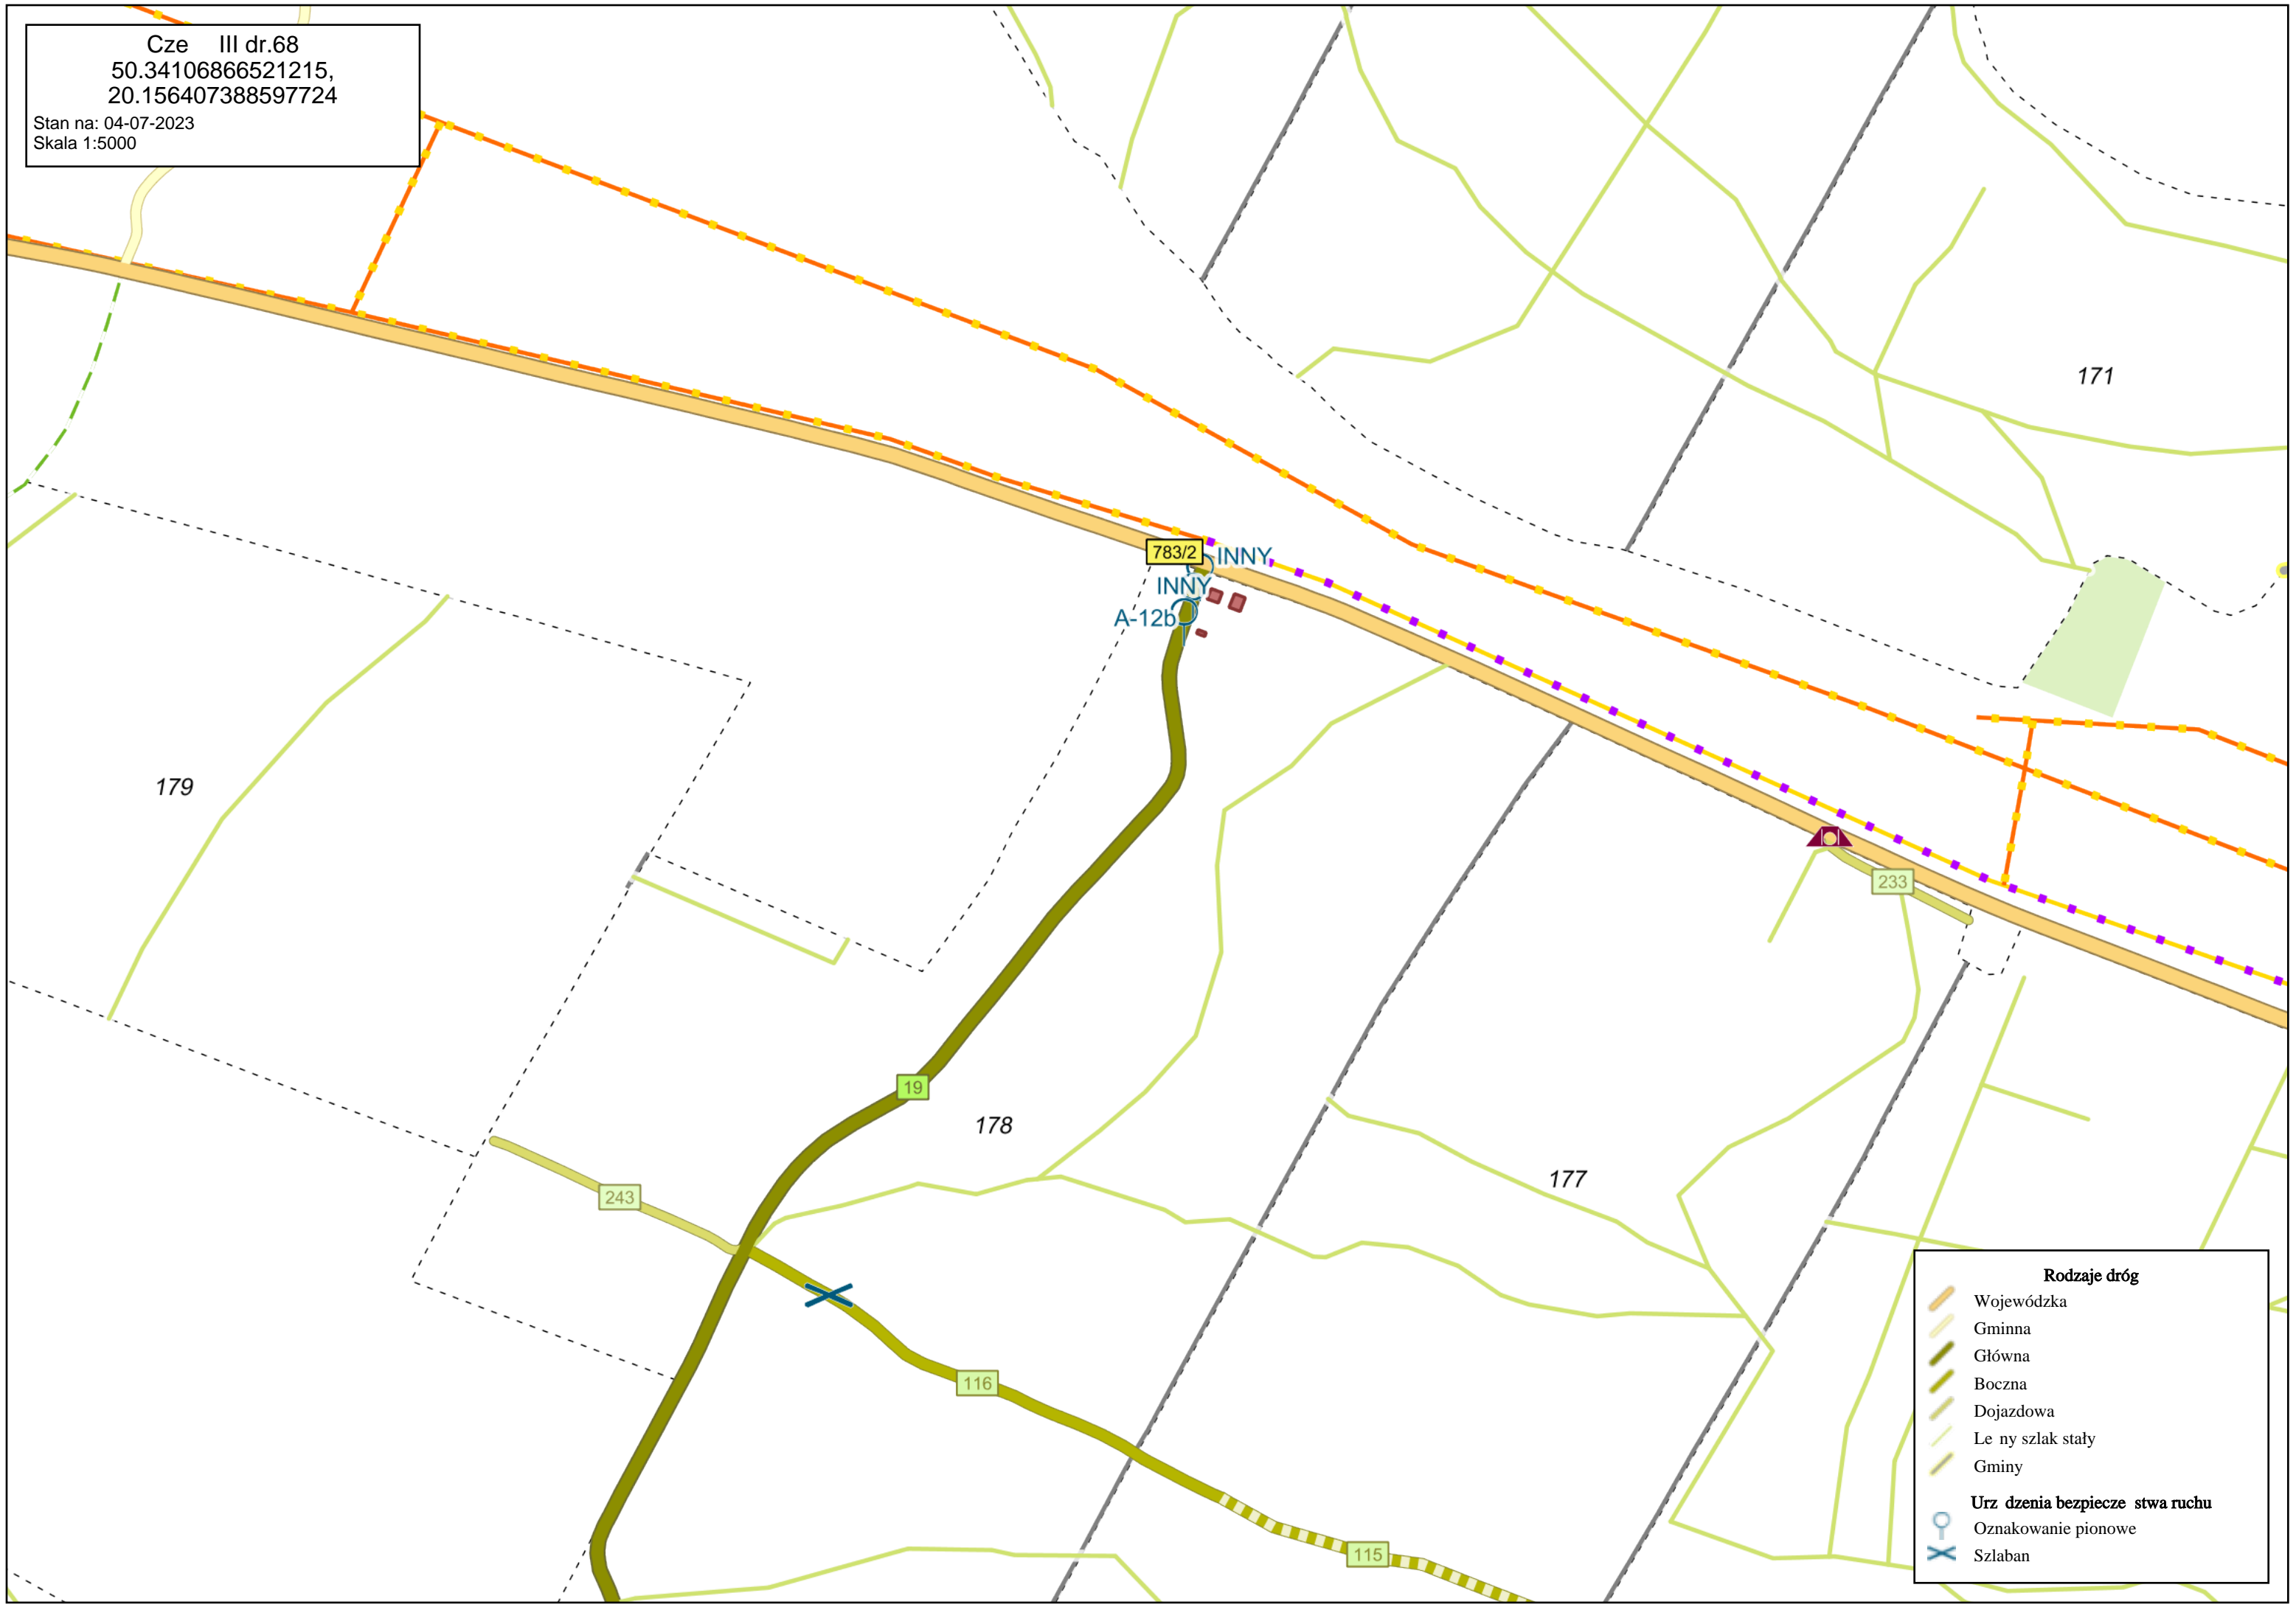 Cze III dr.68
50.34106866521215,
20.156407388597724
Stan na: 04-07-2023
Skala 1:5000
171
783/2
INNY
INNY
A-12b
179
233
19
178
177
243
116
115
Rodzaje dróg
Wojewódzka
Gminna
Główna
Boczna
Dojazdowa
Le ny szlak stały
Gminy
Urz dzenia bezpiecze stwa ruchu
Oznakowanie pionowe
Szlaban